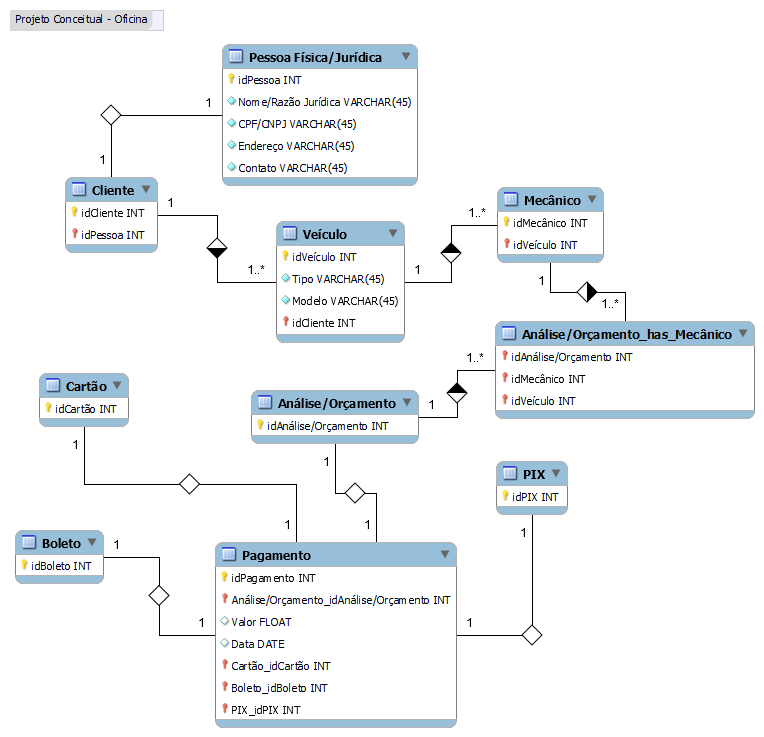 Projeto Conceitual - Oficina
Pessoa Física/Jurídica
idPessoa INT
Nome/Razão Jurídica VARCHAR(45)
CPF/CNPJ VARCHAR(45)
Endereço VARCHAR(45)
Contato VARCHAR(45)
1
1
Cliente
idCliente INT
idPessoa INT
1
1..*
Veículo
idVeículo INT
Tipo VARCHAR(45)
Modelo VARCHAR(45)
idCliente INT
1
1..*
Mecânico
idMecânico INT
idVeículo INT
1
1..*
Análise/Orçamento_has_Mecânico
idAnálise/Orçamento INT
idMecânico INT
idVeículo INT
1..*
1
Análise/Orçamento
idAnálise/Orçamento INT
1
1
Cartão
idCartão INT
1
1
PIX
idPIX INT
1
1
Boleto
idBoleto INT
1
1
Pagamento
idPagamento INT
Análise/Orçamento_idAnálise/Orçamento INT
Valor FLOAT
Data DATE
Cartão_idCartão INT
Boleto_idBoleto INT
PIX_idPIX INT